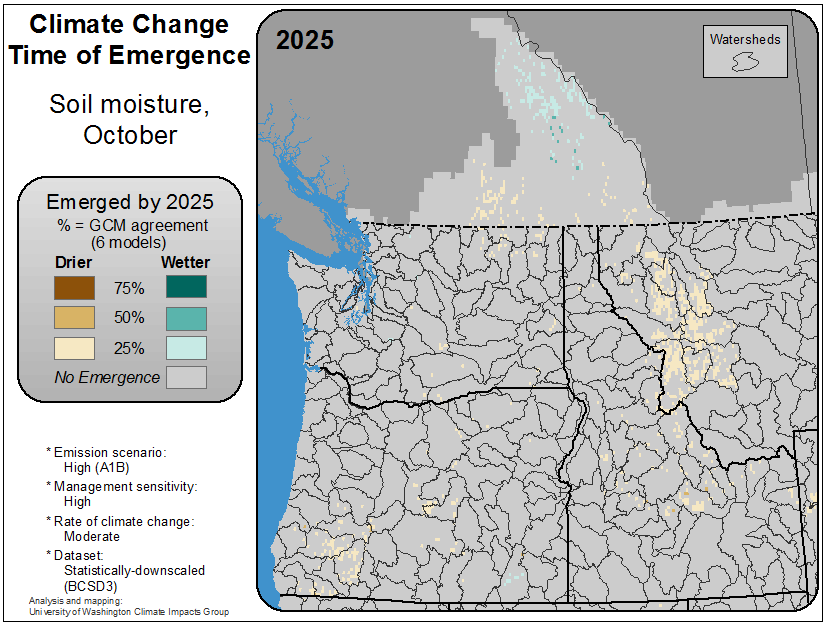 Climate Change
Time of Emergence
Soil moisture,
October
Emerged by 2025
% = GCM agreement
(6 models)
Drier Wetter
75%
50%
25%
No Emergence
* Emission scenario:
High (A1B)
* Management sensitivity:
High
* Rate of climate change:
Moderate
* Dataset:
Statistically-downscaled
(BCSD3)
Analysis and mapping:
University of Washington Climate Impacts Group
2025
Watersheds